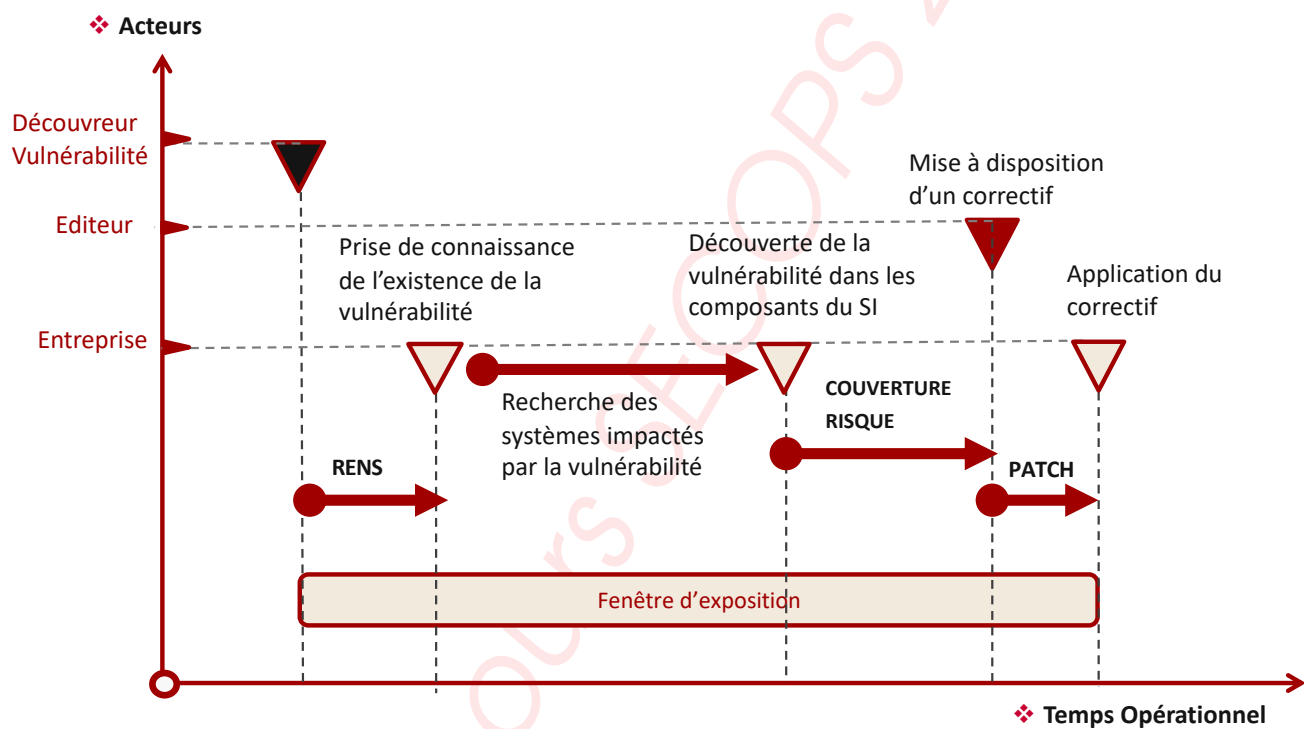 ❖ Acteurs
Découvreur
Vulnérabilité
Editeur
Entreprise
Prise de connaissance
de l’existence de la
vulnérabilité
Découverte de la
vulnérabilité dans les
composants du SI
Mise à disposition
d’un correctif
Application du
correctif
Recherche des
systèmes impactés
par la vulnérabilité
COUVERTURE
RISQUE
RENS
PATCH
Fenêtre d’exposition
❖ Temps Opérationnel
ours SECOPS